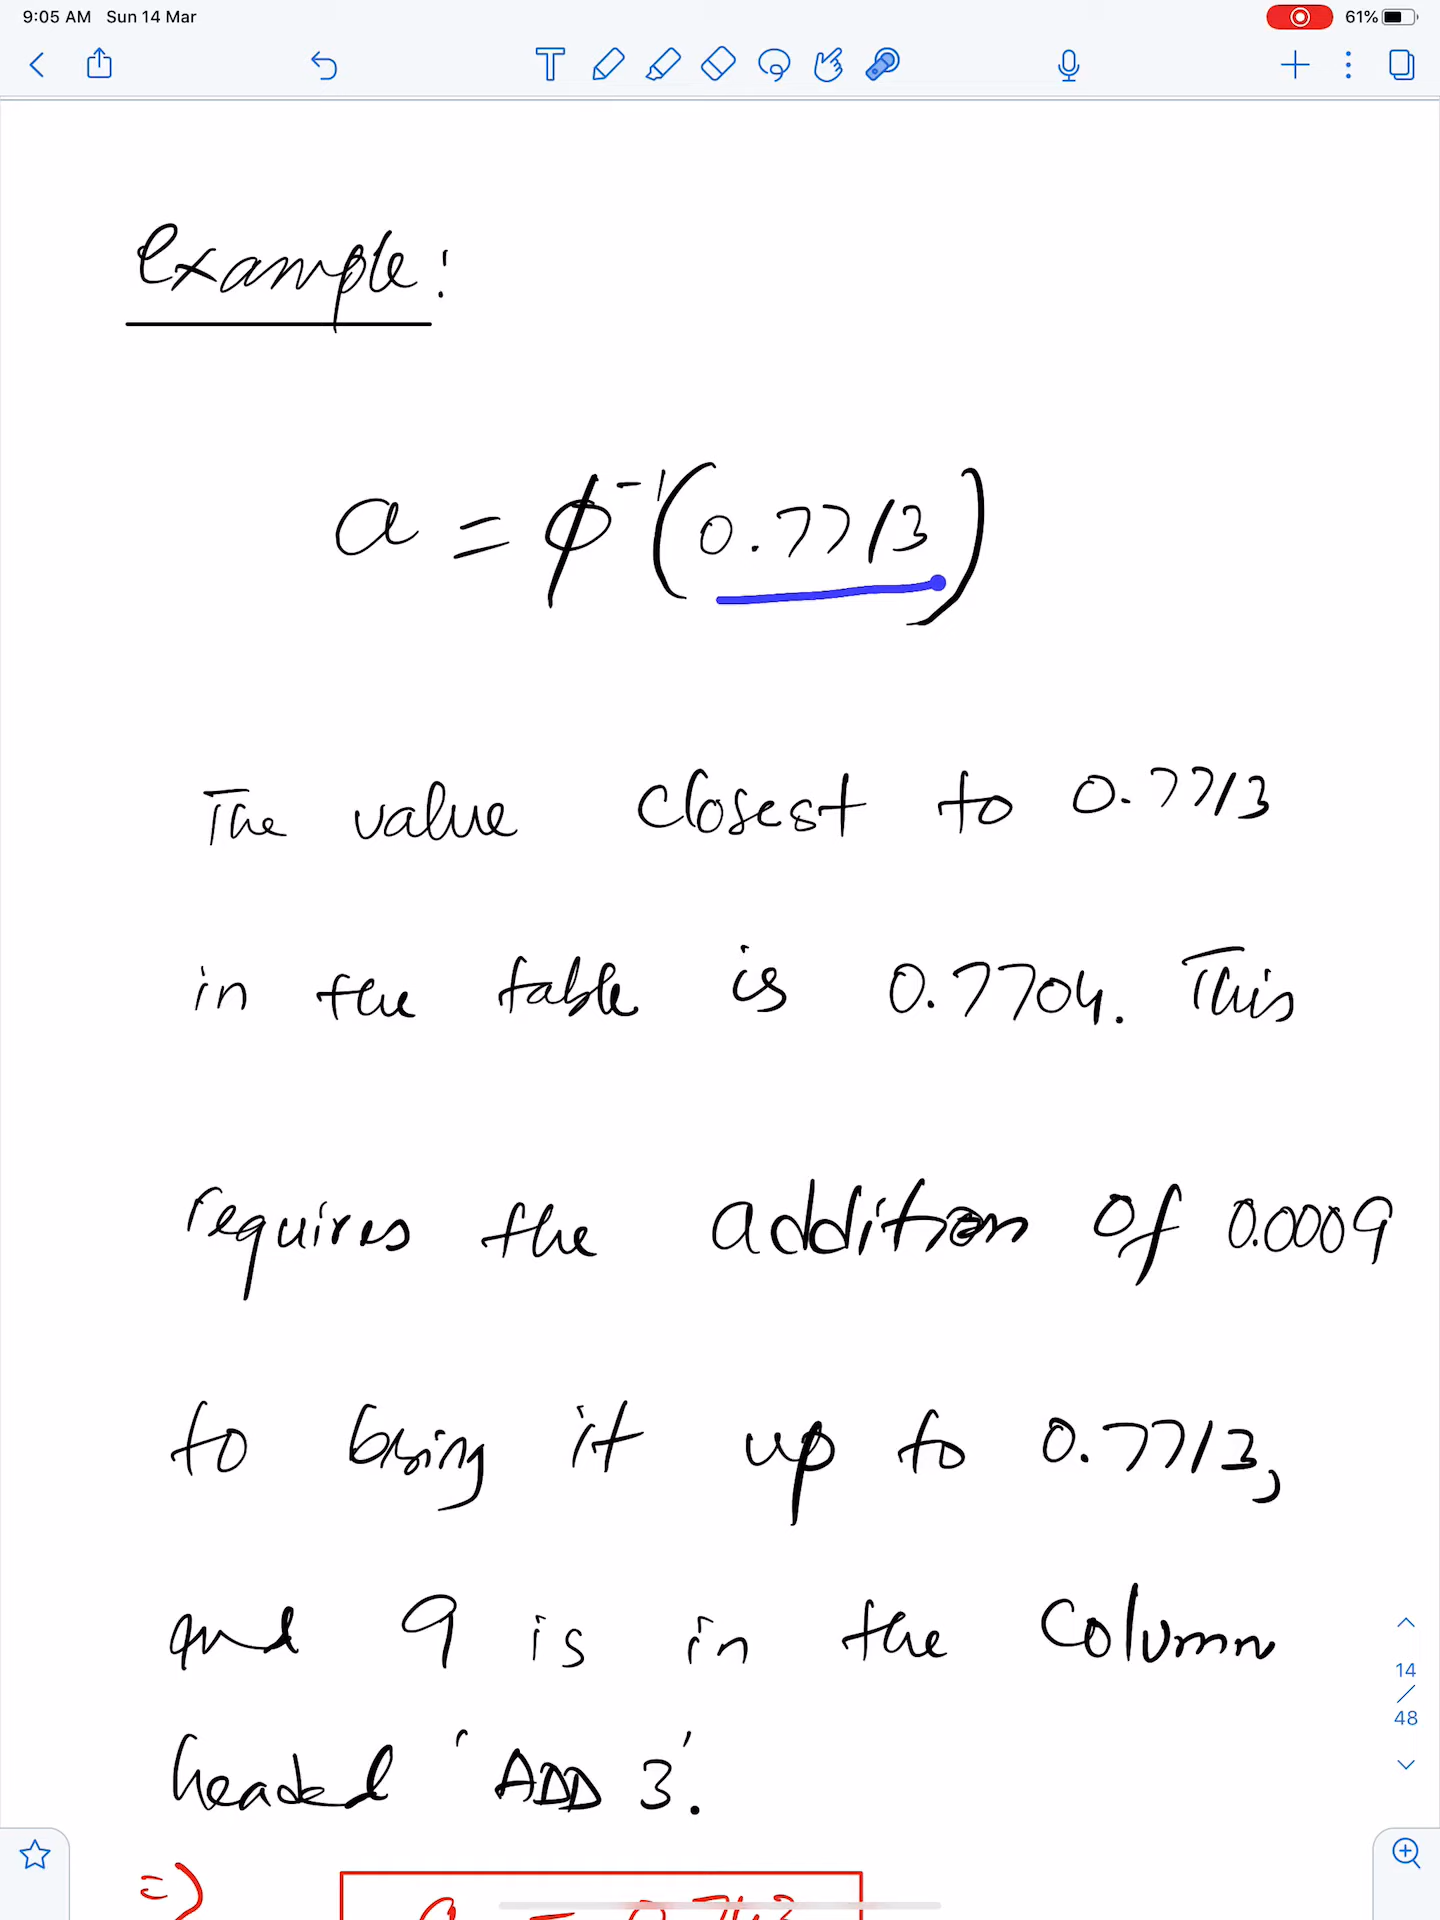 9:05 AM Sun 14 Mar 61%
T
example:
a = ϕ⁻¹(0.7713)
The value closest to 0.7713
in the table is 0.7704. This
requires the addition of 0.0009
to bring it up to 0.7713,
and 9 is in the column
14
/
48
headed 'ADD 3'.
=)